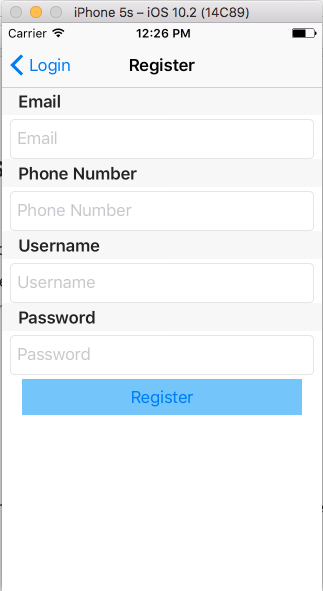 iPhone 5s – iOS 10.2 (14C89)
Carrier 12:26 PM
Login Register
Email
Email
Phone Number
Phone Number
Username
Username
Password
Password
Register